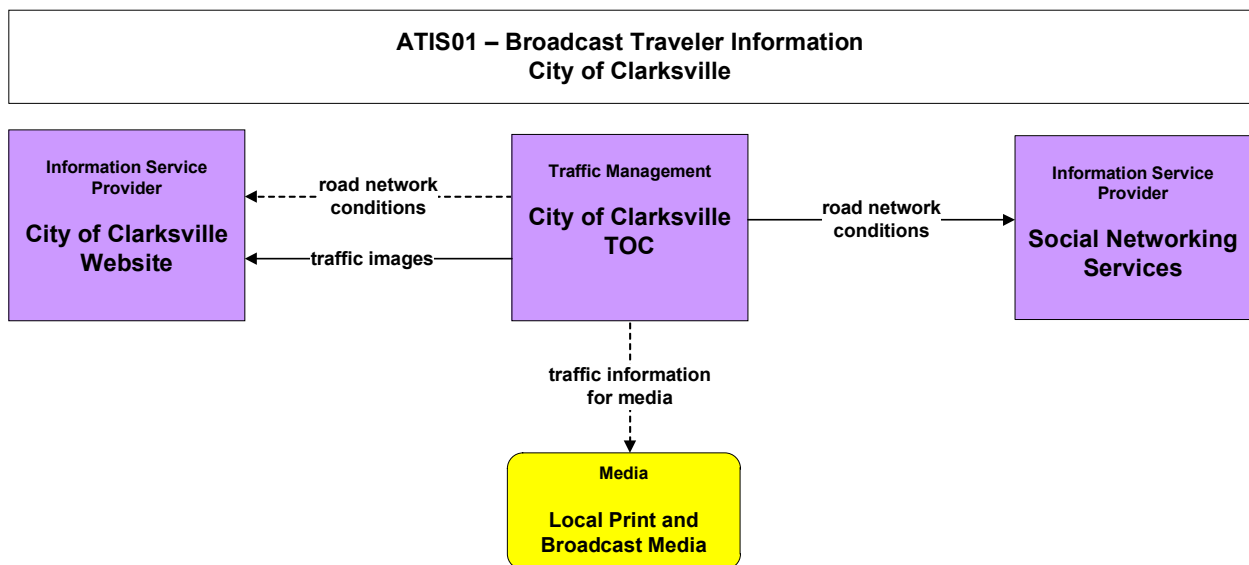 ATIS01 – Broadcast Traveler Information
City of Clarksville
Information Service
Provider
City of Clarksville
Website
road network
conditions
traffic images
Traffic Management
City of Clarksville
TOC
road network
conditions
Information Service
Provider
Social Networking
Services
traffic information
for media
Media
Local Print and
Broadcast Media